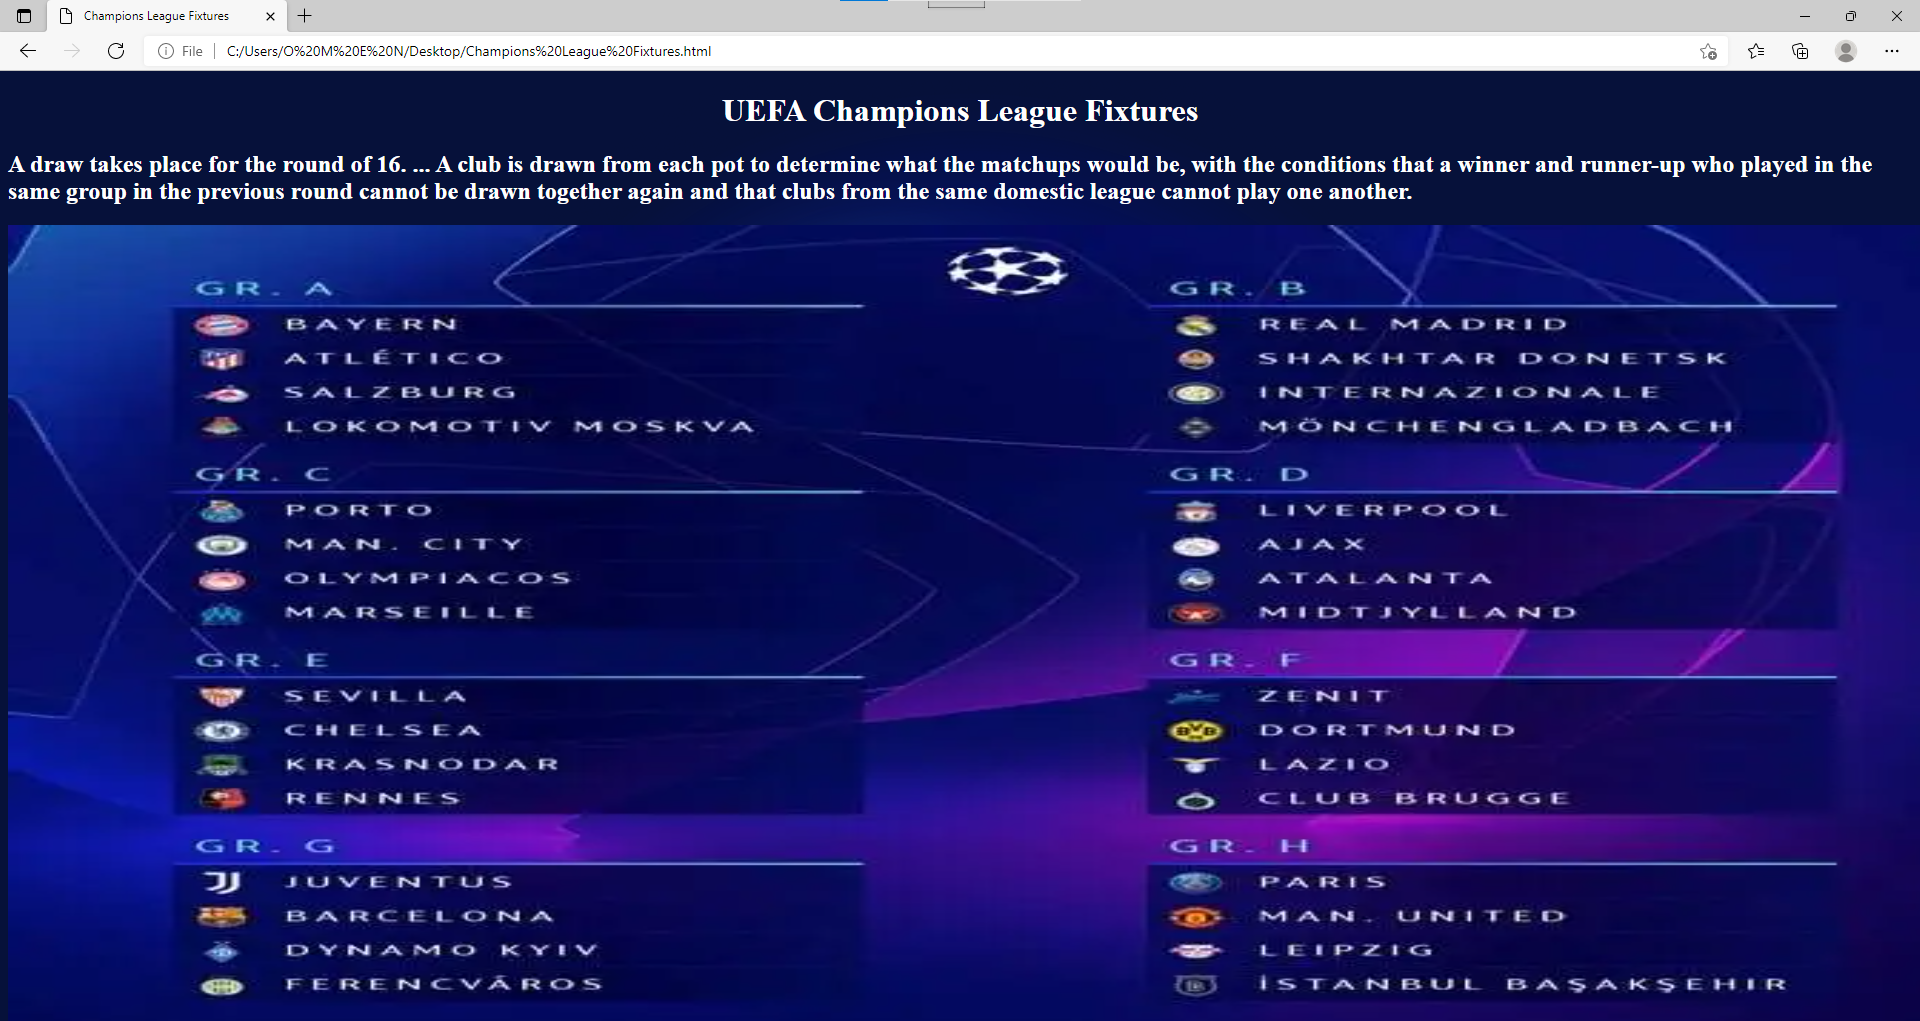 Champions League Fixtures
File
C:/Users/O%20M%20E%20N/Desktop/Champions%20League%20Fixtures.html
UEFA Champions League Fixtures
A draw takes place for the round of 16. ... A club is drawn from each pot to determine what the matchups would be, with the conditions that a winner and runner-up who played in the
same group in the previous round cannot be drawn together again and that clubs from the same domestic league cannot play one another.
GR. A
BAYERN
ATLÉTICO
SALZBURG
LOKOMOTIV MOSKVA
GR. B
REAL MADRID
SHAKHTAR DONETSK
INTERNAZIONALE
MÖNCHENGLADBACH
GR. C
PORTO
MAN. CITY
OLYMPIACOS
MARSEILLE
GR. D
LIVERPOOL
AJAX
ATALANTA
MIDTJYLLAND
GR. E
SEVILLA
CHELSEA
KRASNODAR
RENNES
GR. F
ZENIT
BVB
DORTMUND
LAZIO
CLUB BRUGGE
GR. G
JUVENTUS
BARCELONA
DYNAMO KYIV
FERENCVÁROS
GR. H
PARIS
MAN. UNITED
LEIPZIG
İSTANBUL BAŞAKŞEHIR